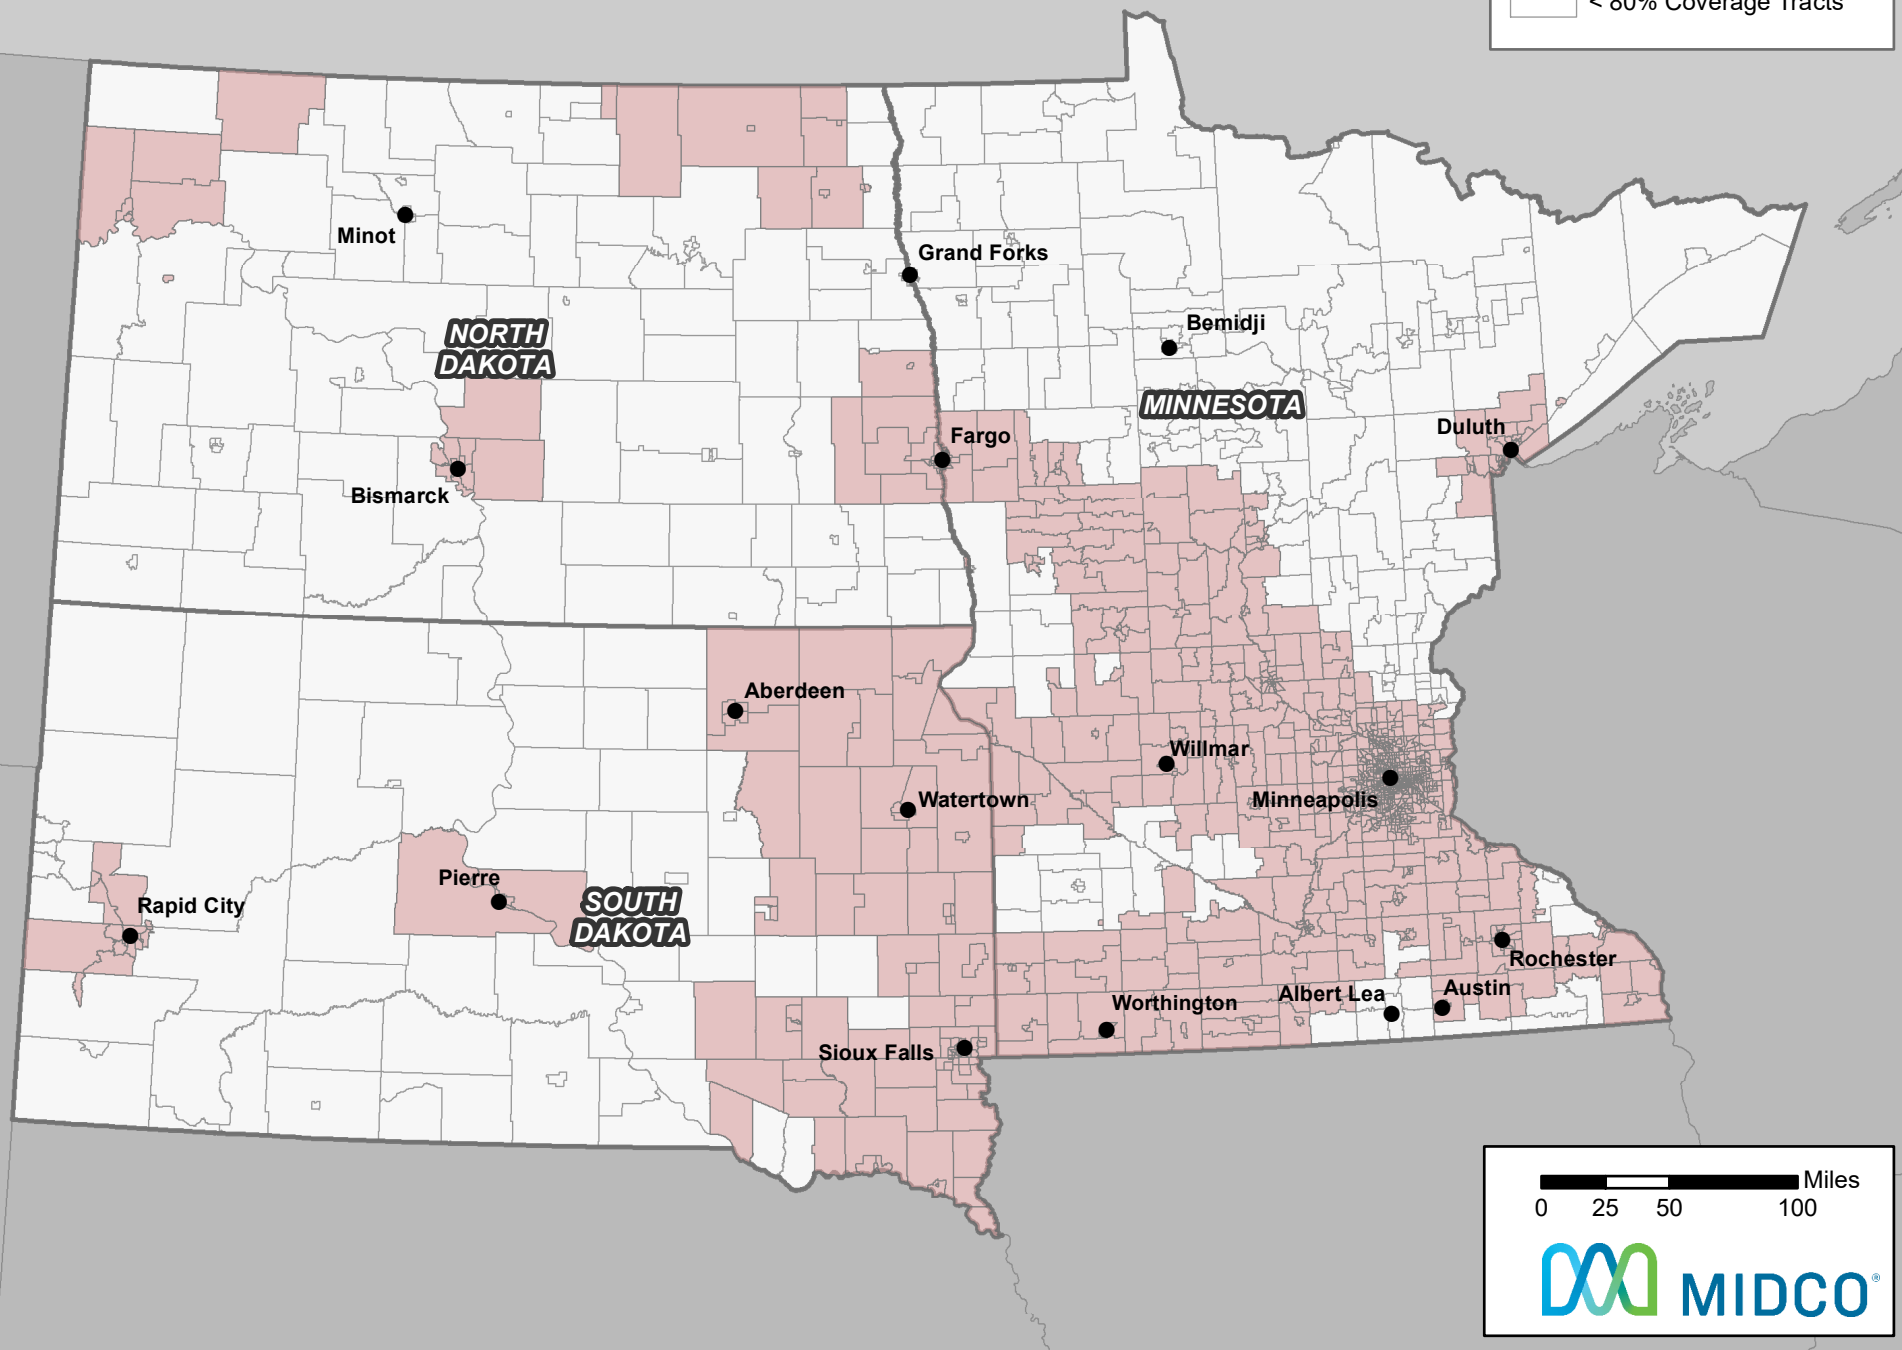 < 80% Coverage Tracts
Minot
Grand Forks
NORTH
DAKOTA
Bemidji
MINNESOTA
Fargo
Duluth
Bismarck
Aberdeen
Willmar
Watertown
Minneapolis
Pierre
SOUTH
DAKOTA
Rapid City
Rochester
Worthington
Albert Lea
Austin
Sioux Falls
Miles
0 25 50 100
MIDCO®